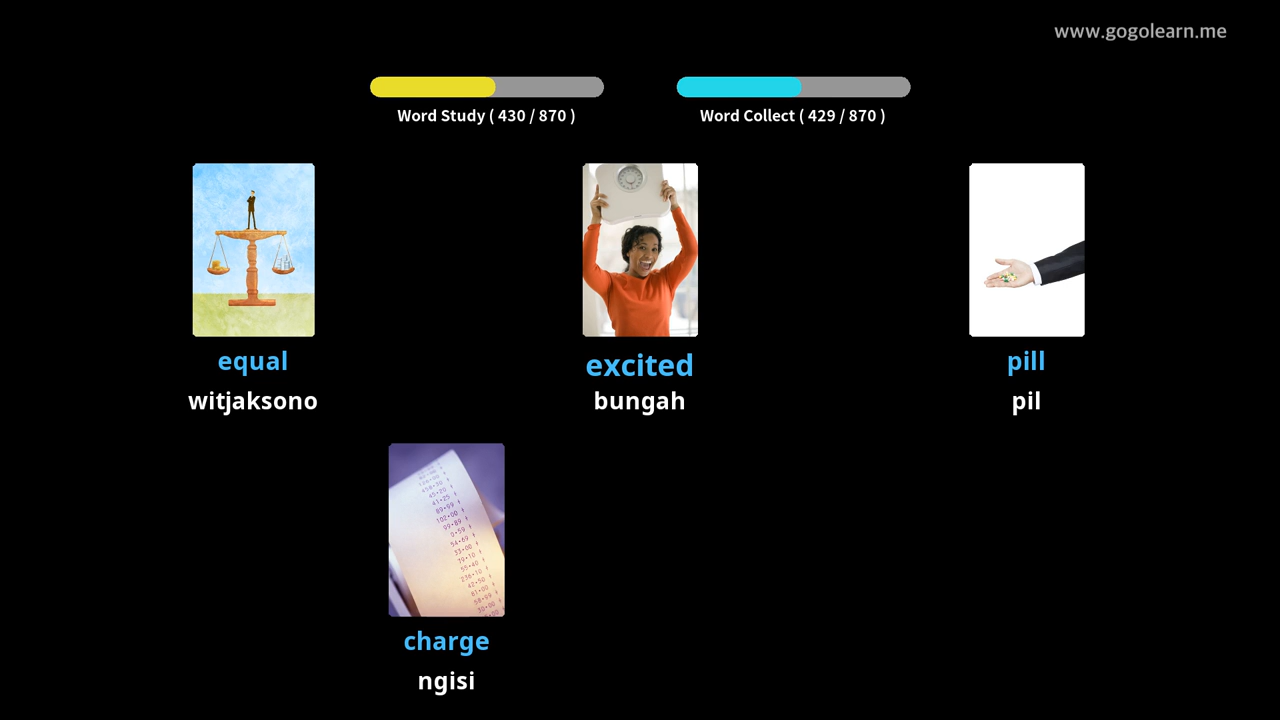 www.gogolearn.me
Word Study ( 430 / 870 )
Word Collect ( 429 / 870 )
equal
witjaksono
excited
bungah
pill
pil
charge
ngisi